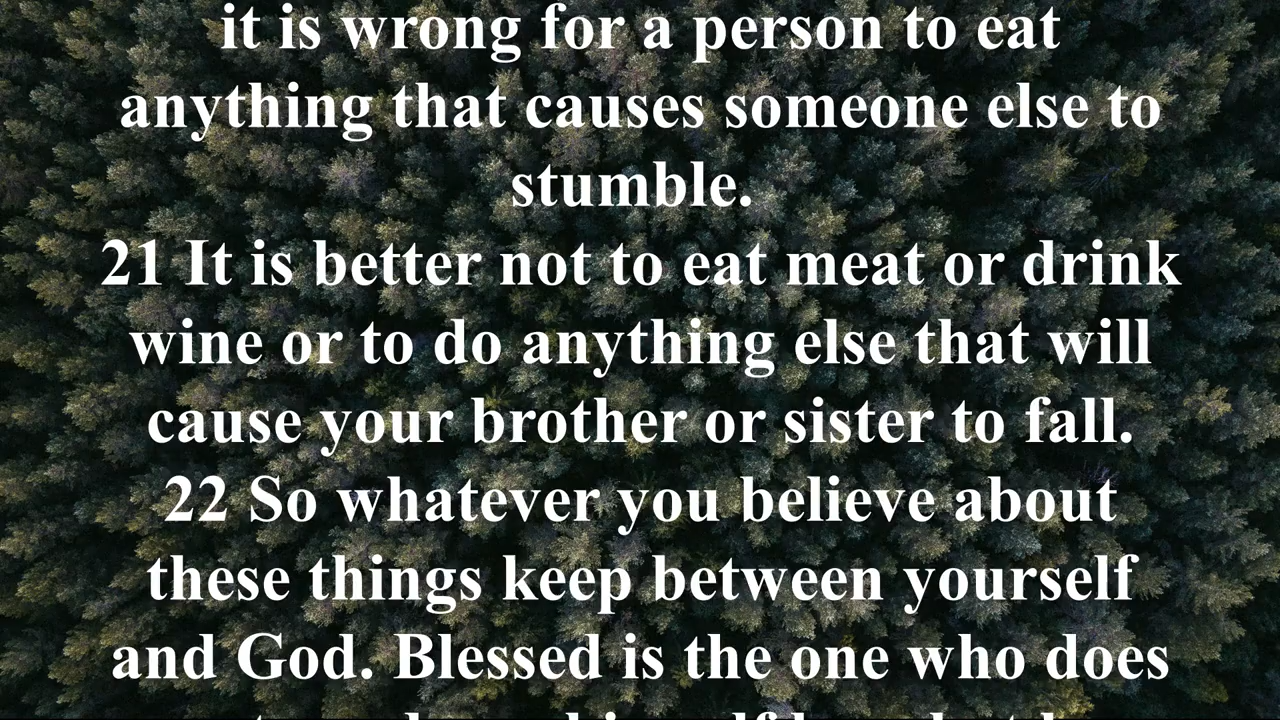 it is wrong for a person to eat
anything that causes someone else to
stumble.
21 It is better not to eat meat or drink
wine or to do anything else that will
cause your brother or sister to fall.
22 So whatever you believe about
these things keep between yourself
and God. Blessed is the one who does